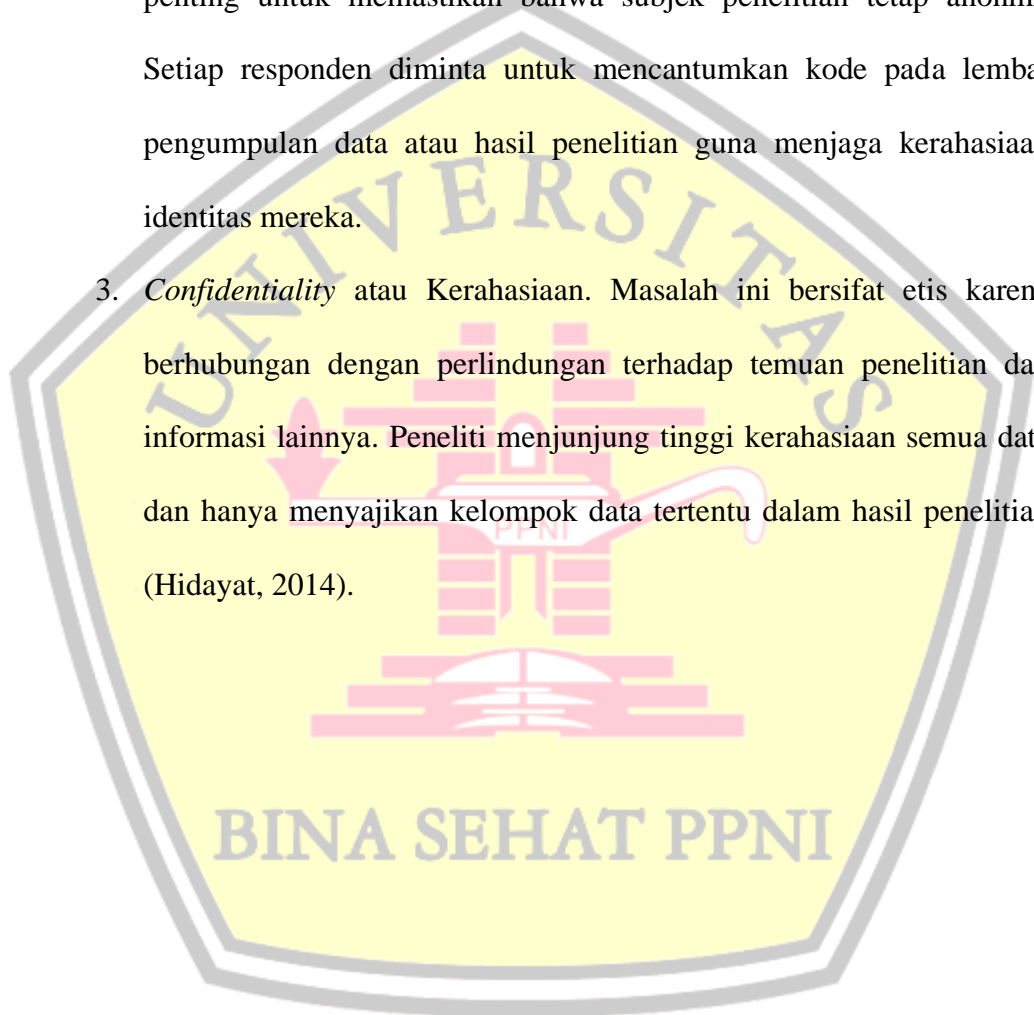 penting untuk memastikan bahwa subjek penelitian tetap anonim
Setiap responden diminta untuk mencantumkan kode pada lemba
pengumpulan data atau hasil penelitian guna menjaga kerahasiaa
identitas mereka.
3. Confidentiality atau Kerahasiaan. Masalah ini bersifat etis karen
berhubungan dengan perlindungan terhadap temuan penelitian da
informasi lainnya. Peneliti menjunjung tinggi kerahasiaan semua dat
dan hanya menyajikan kelompok data tertentu dalam hasil penelitia
(Hidayat, 2014).
UNIVERSITAS
PPNI
BINA SEHAT PPNI